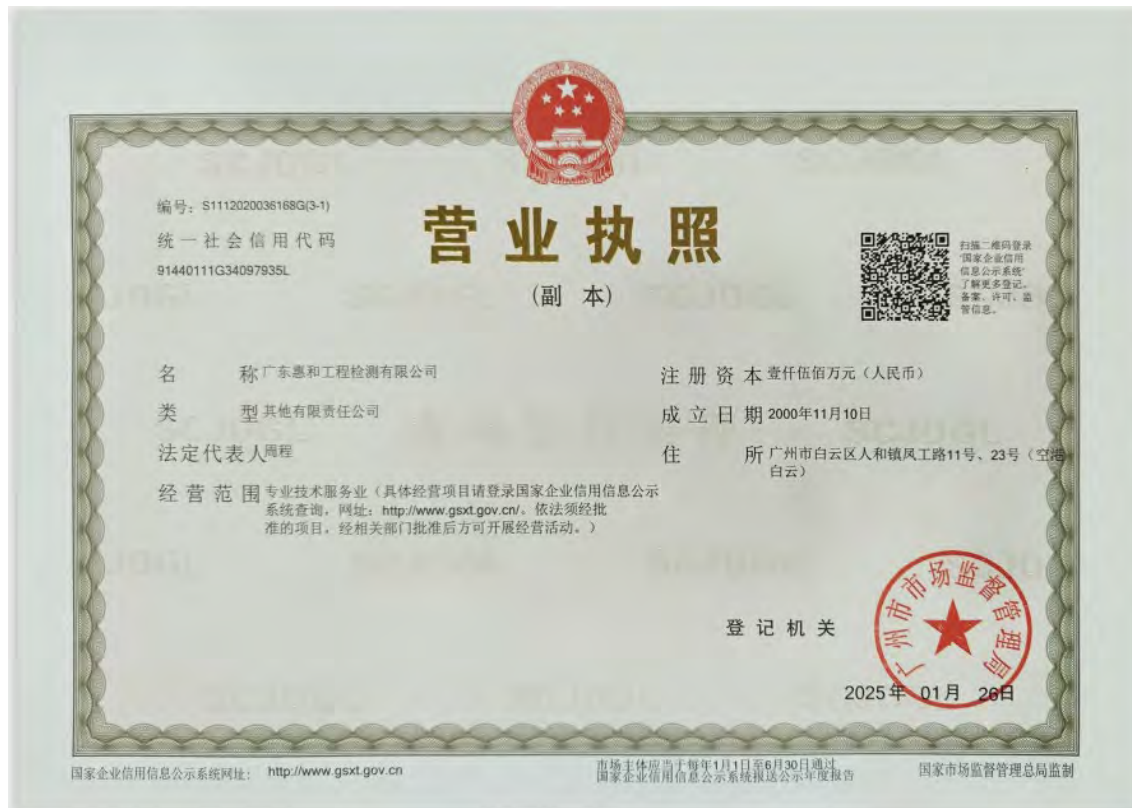 编号：S1112020036168G(3-1)
统一社会信用代码
91440111G34097935L
营业执照
(副 本)
扫描二维码登录
"国家企业信用
信息公示系统"
了解更多登记、
备案、许可、监
管信息。
名 称 广东惠和工程检测有限公司
类 型 其他有限责任公司
法定代表人 周程
经营范围 专业技术服务业（具体经营项目请登录国家企业信用信息公示
系统查询，网址：http://www.gsxt.gov.cn/。依法须经批
准的项目，经相关部门批准后方可开展经营活动。）
注册资本 壹仟伍佰万元（人民币）
成立日期 2000年11月10日
住 所 广州市白云区人和镇凤工路11号、23号（空港
白云）
登记机关
广州市市场监督管理局
2025年 01月 26日
国家企业信用信息公示系统网址： http://www.gsxt.gov.cn
市场主体应当于每年1月1日至6月30日通过
国家企业信用信息公示系统报送公示年度报告
国家市场监督管理总局监制